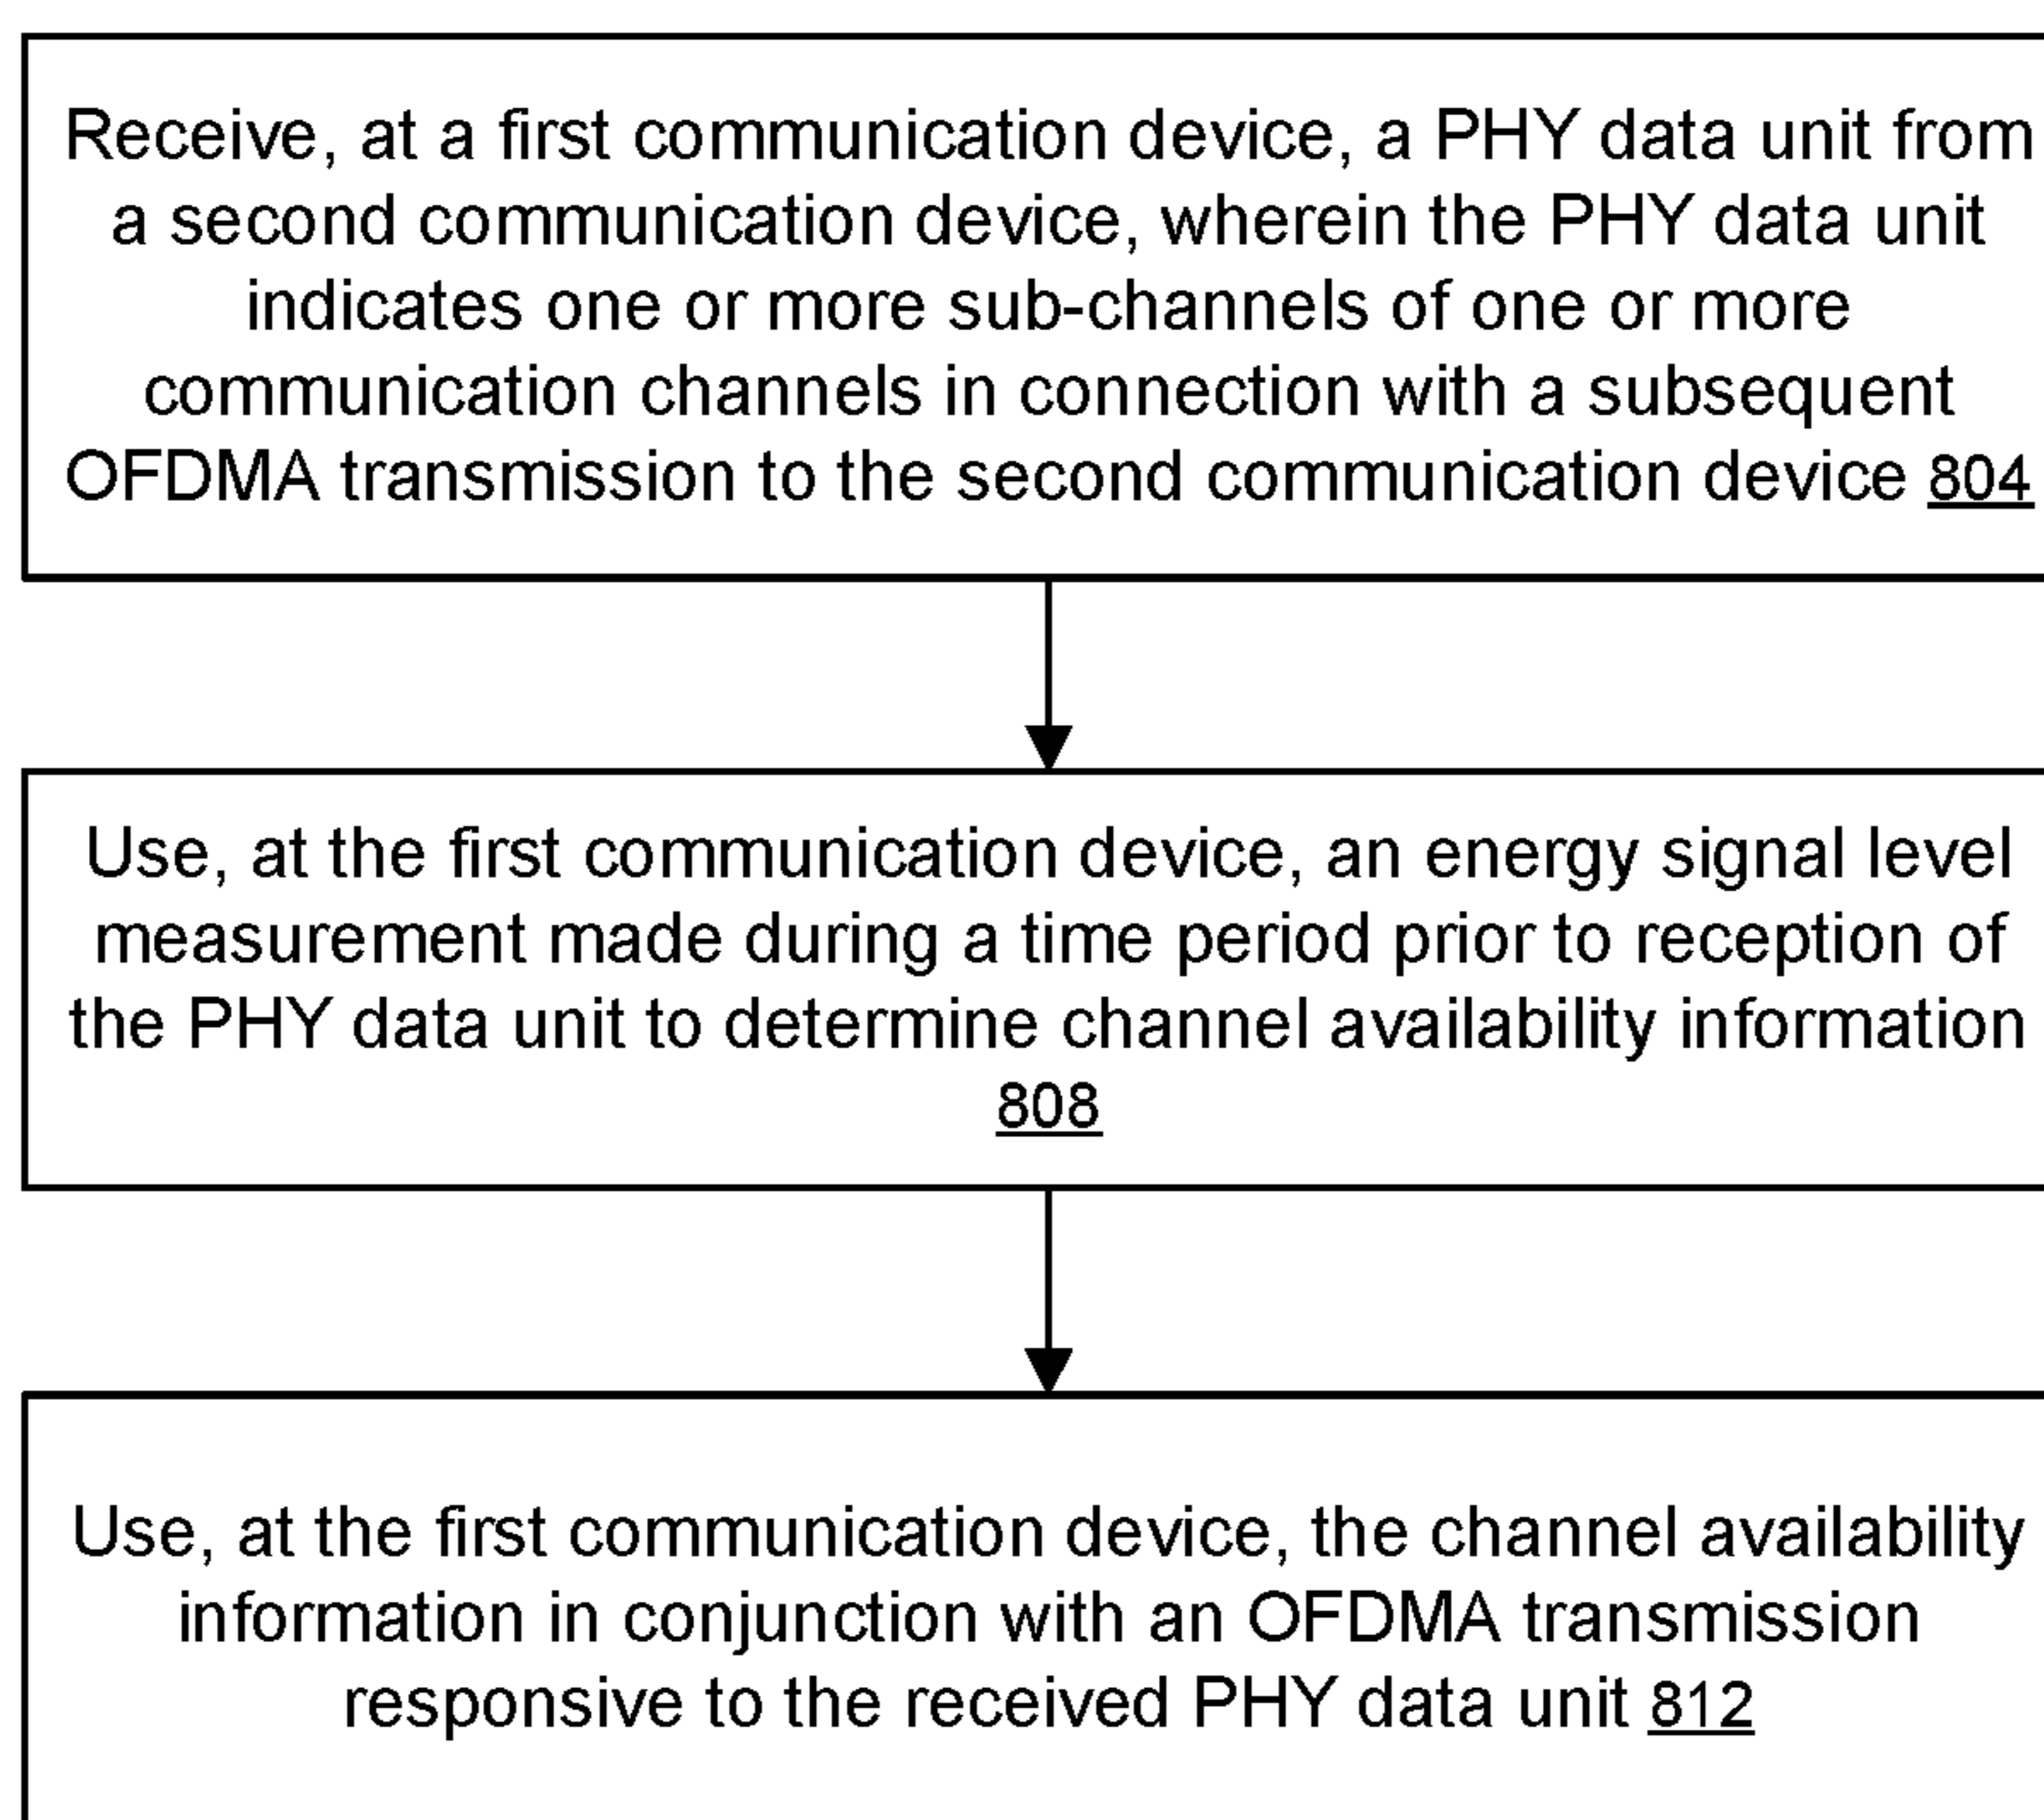 Receive, at a first communication device, a PHY data unit from
a second communication device, wherein the PHY data unit
indicates one or more sub-channels of one or more
communication channels in connection with a subsequent
OFDMA transmission to the second communication device 804
Use, at the first communication device, an energy signal level
measurement made during a time period prior to reception of
the PHY data unit to determine channel availability information
808
Use, at the first communication device, the channel availability
information in conjunction with an OFDMA transmission
responsive to the received PHY data unit 812